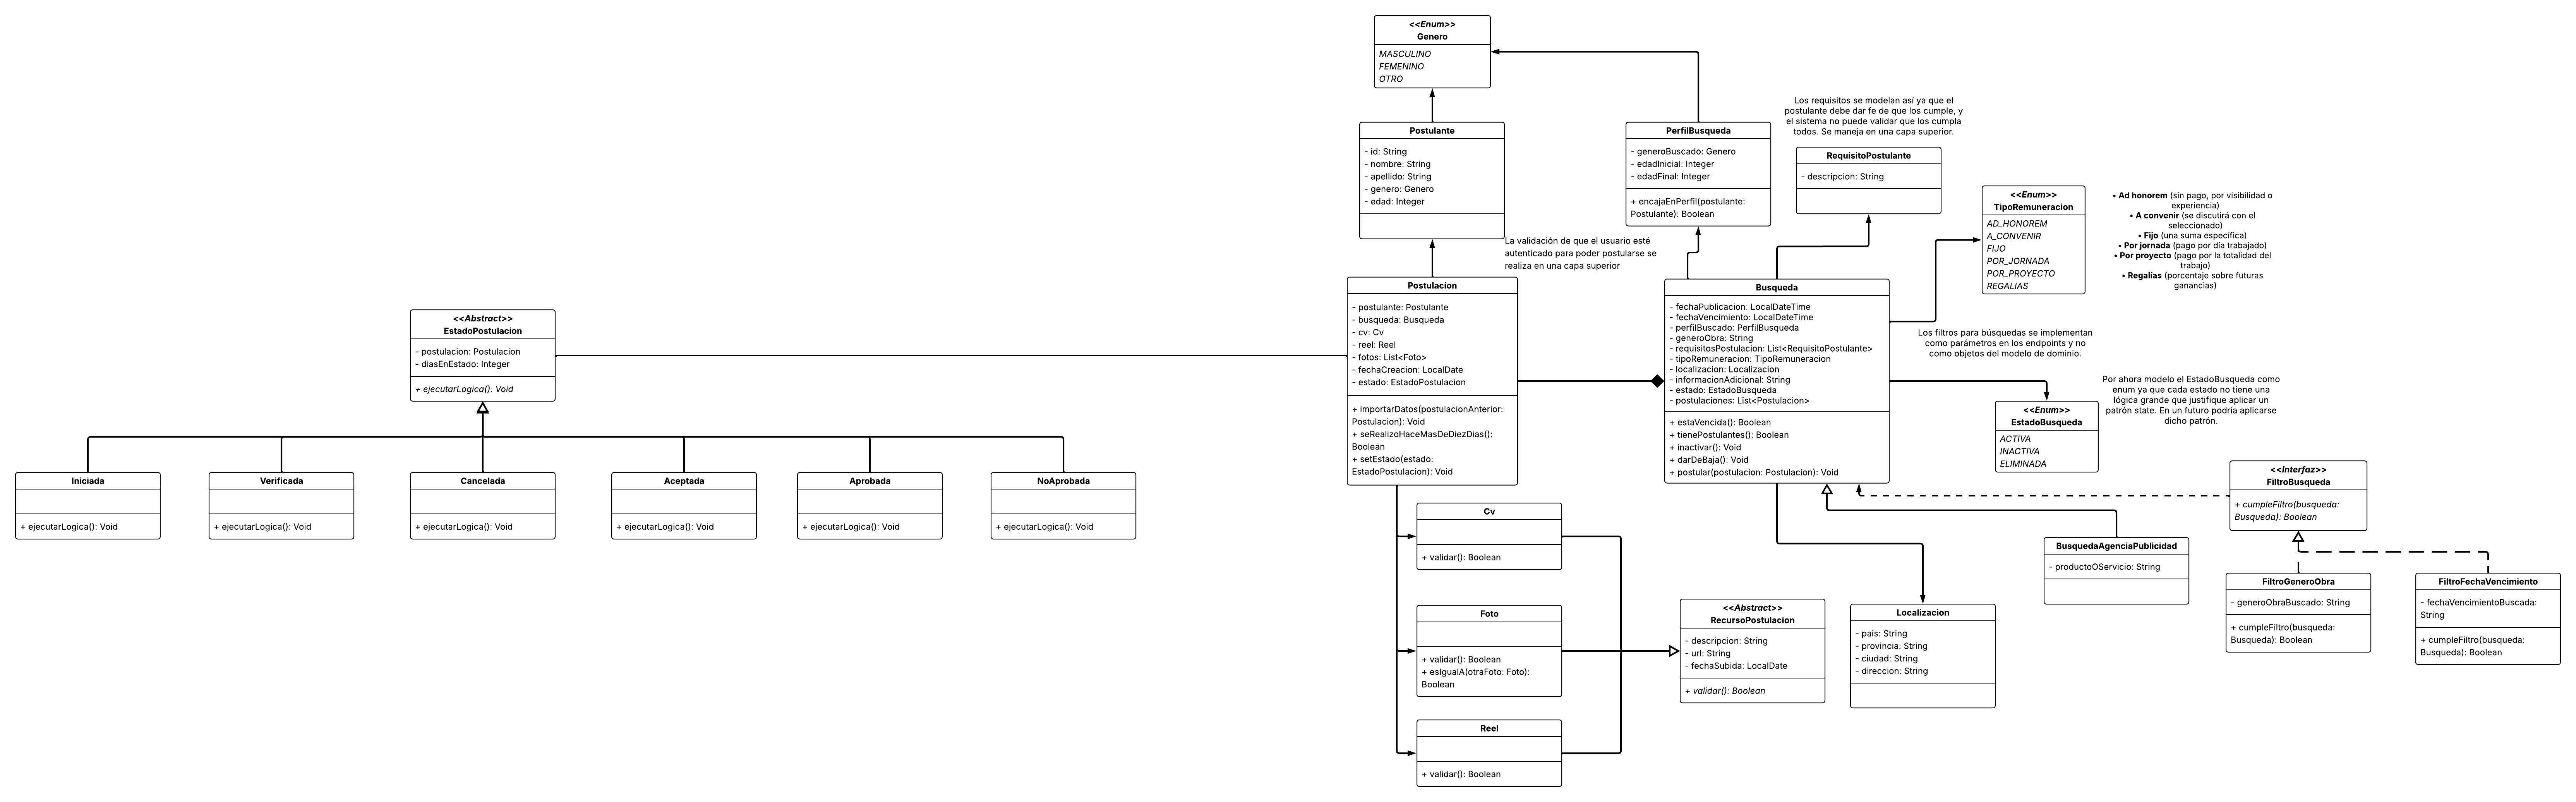 <<Enum>>
Genero
MASCULINO
FEMENINO
OTRO
Postulante
- id: String
- nombre: String
- apellido: String
- genero: Genero
- edad: Integer
PerfilBusqueda
- generoBuscado: Genero
- edadInicial: Integer
- edadFinal: Integer
+ encajaEnPerfil(postulante:
Postulante): Boolean
Los requisitos se modelan así ya que el
postulante debe dar fe de que los cumple, y
el sistema no puede validar que los cumpla
todos. Se maneja en una capa superior.
RequisitoPostulante
- descripcion: String
<<Enum>>
TipoRemuneracion
AD_HONOREM
A_CONVENIR
FIJO
POR_JORNADA
POR_PROYECTO
REGALIAS
• Ad honorem (sin pago, por visibilidad o
experiencia)
• A convenir (se discutirá con el
seleccionado)
• Fijo (una suma específica)
• Por jornada (pago por día trabajado)
• Por proyecto (pago por la totalidad del
trabajo)
• Regalías (porcentaje sobre futuras
ganancias)
La validación de que el usuario esté
autenticado para poder postularse se
realiza en una capa superior
Postulacion
- postulante: Postulante
- busqueda: Busqueda
- cv: Cv
- reel: Reel
- fotos: List<Foto>
- fechaCreacion: LocalDate
- estado: EstadoPostulacion
+ importarDatos(postulacionAnterior:
Postulacion): Void
+ seRealizoHaceMasDeDiezDias():
Boolean
+ setEstado(estado:
EstadoPostulacion): Void
Busqueda
- fechaPublicacion: LocalDateTime
- fechaVencimiento: LocalDateTime
- perfilBuscado: PerfilBusqueda
- generoObra: String
- requisitosPostulacion: List<RequisitoPostulante>
- tipoRemuneracion: TipoRemuneracion
- localizacion: Localizacion
- informacionAdicional: String
- estado: EstadoBusqueda
- postulaciones: List<Postulacion>
+ estaVencida(): Boolean
+ tienePostulantes(): Boolean
+ inactivar(): Void
+ darDeBaja(): Void
+ postular(postulacion: Postulacion): Void
Los filtros para búsquedas se implementan
como parámetros en los endpoints y no
como objetos del modelo de dominio.
Por ahora modelo el EstadoBusqueda como
enum ya que cada estado no tiene una
lógica grande que justifique aplicar un
patrón state. En un futuro podría aplicarse
dicho patrón.
<<Enum>>
EstadoBusqueda
ACTIVA
INACTIVA
ELIMINADA
<<Abstract>>
EstadoPostulacion
- postulacion: Postulacion
- diasEnEstado: Integer
+ ejecutarLogica(): Void
Iniciada
+ ejecutarLogica(): Void
Verificada
+ ejecutarLogica(): Void
Cancelada
+ ejecutarLogica(): Void
Aceptada
+ ejecutarLogica(): Void
Aprobada
+ ejecutarLogica(): Void
NoAprobada
+ ejecutarLogica(): Void
<<Interfaz>>
FiltroBusqueda
+ cumpleFiltro(busqueda:
Busqueda): Boolean
Cv
+ validar(): Boolean
BusquedaAgenciaPublicidad
- productoOServicio: String
FiltroGeneroObra
- generoObraBuscado: String
+ cumpleFiltro(busqueda:
Busqueda): Boolean
FiltroFechaVencimiento
- fechaVencimientoBuscada:
String
+ cumpleFiltro(busqueda:
Busqueda): Boolean
Foto
+ validar(): Boolean
+ esIgualA(otraFoto: Foto):
Boolean
<<Abstract>>
RecursoPostulacion
- descripcion: String
- url: String
- fechaSubida: LocalDate
+ validar(): Boolean
Localizacion
- pais: String
- provincia: String
- ciudad: String
- direccion: String
Reel
+ validar(): Boolean